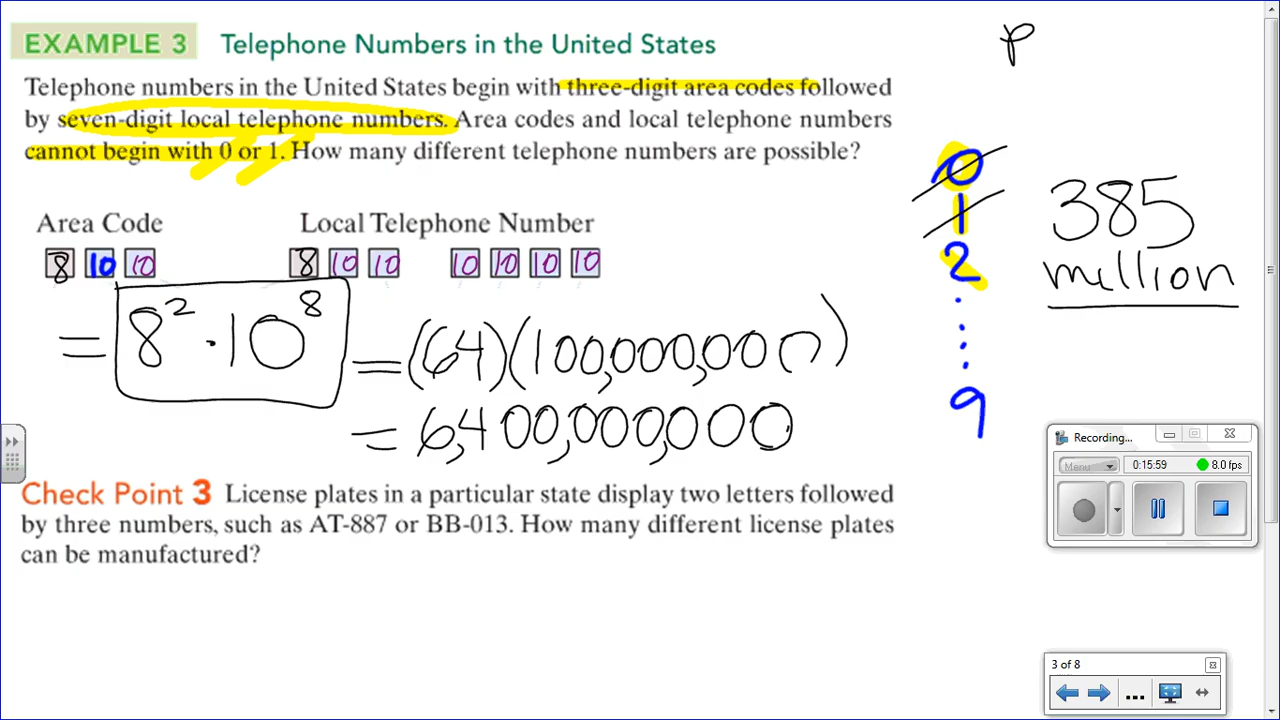 EXAMPLE 3 Telephone Numbers in the United States
p
Telephone numbers in the United States begin with three-digit area codes followed
by seven-digit local telephone numbers. Area codes and local telephone numbers
cannot begin with 0 or 1. How many different telephone numbers are possible?
0
1
2
9
385
million
Area Code Local Telephone Number
8 10 10 8 10 10 10 10 10 10
= 8² · 10⁸ = (64)(100,000,000)
= 6,400,000,000
Recording...
Menu 0:15:59 8.0 fps
Check Point 3 License plates in a particular state display two letters followed
by three numbers, such as AT-887 or BB-013. How many different license plates
can be manufactured?
3 of 8
...